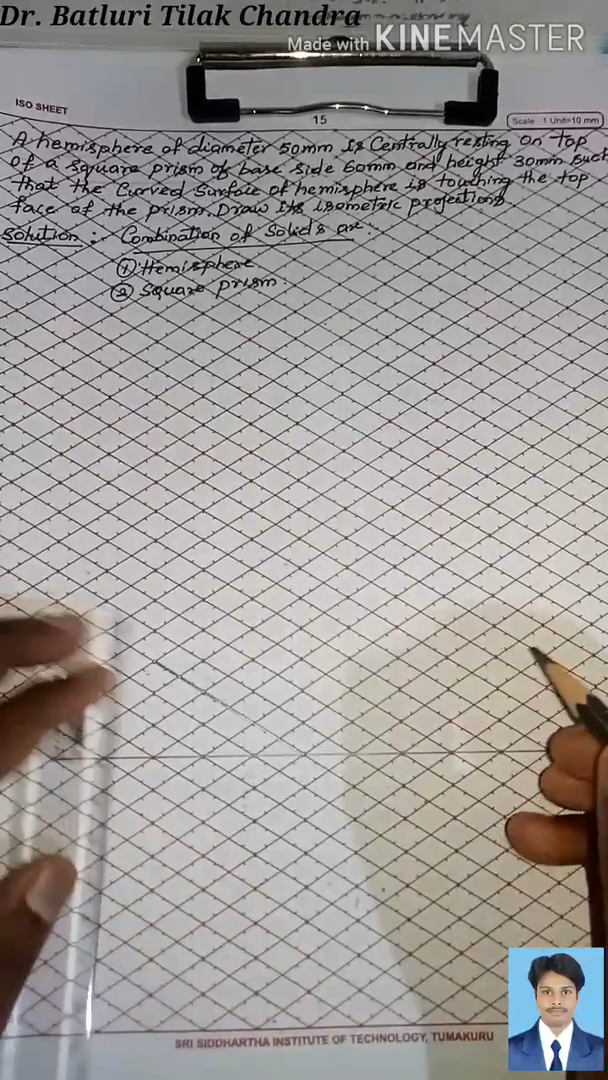 Dr. Batluri Tilak Chandra
Made with KINEMASTER
ISO SHEET
15
Scale 1 Unit=10 mm
A hemisphere of diameter 50mm is Centrally resting on top
of a square prism of base side 60mm and height 30mm such
that the Curved Surface of hemisphere is touching the top
face of the prism. Draw its isometric projections.
Solution :- Combination of Solids are :-
① Hemisphere
② Square prism.
SRI SIDDHARTHA INSTITUTE OF TECHNOLOGY, TUMAKURU